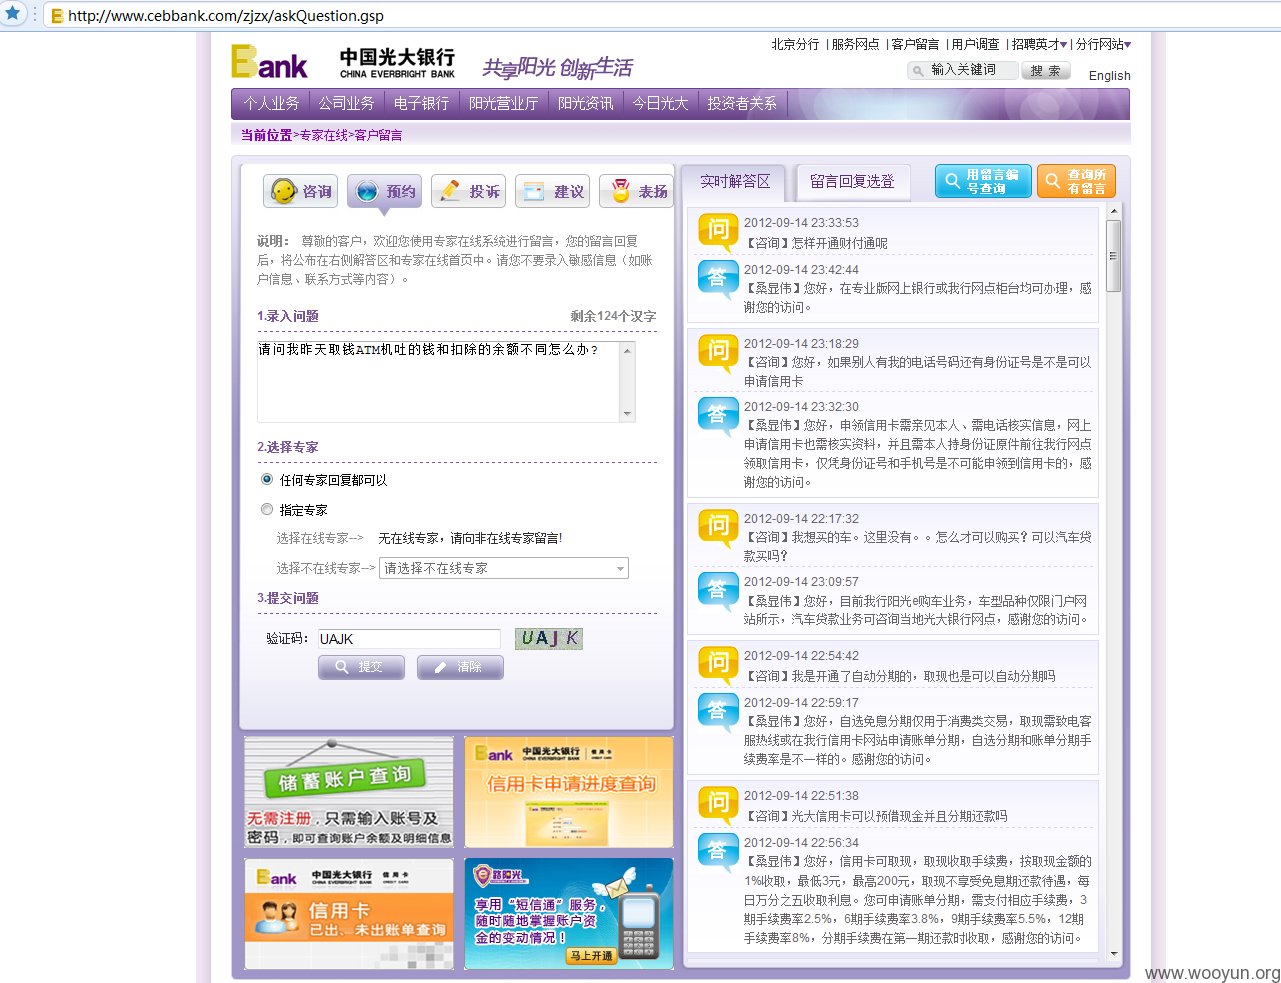 http://www.cebbank.com/zjzx/askQuestion.gsp
北京分行 | 服务网点 | 客户留言 | 用户调查 | 招聘英才 | 分行网站
Bank 中国光大银行
CHINA EVERBRIGHT BANK
共享阳光 创新生活
输入关键词 搜 索 English
个人业务 公司业务 电子银行 阳光营业厅 阳光资讯 今日光大 投资者关系
当前位置>专家在线>客户留言
咨询 预约 投诉 建议 表扬
说明： 尊敬的客户，欢迎您使用专家在线系统进行留言，您的留言回复
后，将公布在右侧解答区和专家在线首页中。请您不要录入敏感信息（如账
户信息、联系方式等内容）。
1.录入问题 剩余124个汉字
请问我昨天取钱ATM机吐的钱和扣除的余额不同怎么办?
2.选择专家
任何专家回复都可以
指定专家
选择在线专家--> 无在线专家，请向非在线专家留言!
选择不在线专家--> 请选择不在线专家
3.提交问题
验证码： UAJK UAJK
提交 清除
储蓄账户查询
无需注册，只需输入账号及
密码，即可查询账户余额及明细信息
Bank 中国光大银行 信用卡
CHINA EVERBRIGHT BANK
信用卡申请进度查询
Bank 中国光大银行 信用卡
信用卡
已出、未出账单查询
e路阳光
享用“短信通”服务，
随时随地掌握账户资
金的变动情况！
马上开通
实时解答区 留言回复选登
用留言编
号查询
查询所
有留言
问 2012-09-14 23:33:53
【咨询】怎样开通财付通呢
答 2012-09-14 23:42:44
【桑显伟】您好，在专业版网上银行或我行网点柜台均可办理，感
谢您的访问。
问 2012-09-14 23:18:29
【咨询】您好，如果别人有我的电话号码还有身份证号是不是可以
申请信用卡
答 2012-09-14 23:32:30
【桑显伟】您好，申领信用卡需亲见本人、需电话核实信息，网上
申请信用卡也需核实资料，并且需本人持身份证原件前往我行网点
领取信用卡，仅凭身份证号和手机号是不可能申领到信用卡的，感
谢您的访问。
问 2012-09-14 22:17:32
【咨询】我想买的车。这里没有。。怎么才可以购买？可以汽车贷
款买吗？
答 2012-09-14 23:09:57
【桑显伟】您好，目前我行阳光e购车业务，车型品种仅限门户网
站所示，汽车贷款业务可咨询当地光大银行网点，感谢您的访问。
问 2012-09-14 22:54:42
【咨询】我是开通了自动分期的，取现也是可以自动分期吗
答 2012-09-14 22:59:17
【桑显伟】您好，自选免息分期仅用于消费类交易，取现需致电客
服热线或在我行信用卡网站申请账单分期，自选分期和账单分期手
续费率是不一样的。感谢您的访问。
问 2012-09-14 22:51:38
【咨询】光大信用卡可以预借现金并且分期还款吗
答 2012-09-14 22:56:34
【桑显伟】您好，信用卡可取现，取现收取手续费，按取现金额的
1%收取，最低3元，最高200元，取现不享受免息期还款待遇，每
日万分之五收取利息。您可申请账单分期，需支付相应手续费，3
期手续费率2.5%，6期手续费率3.8%，9期手续费率5.5%，12期
手续费率8%，分期手续费在第一期还款时收取，感谢您的访问。
www.wooyun.org